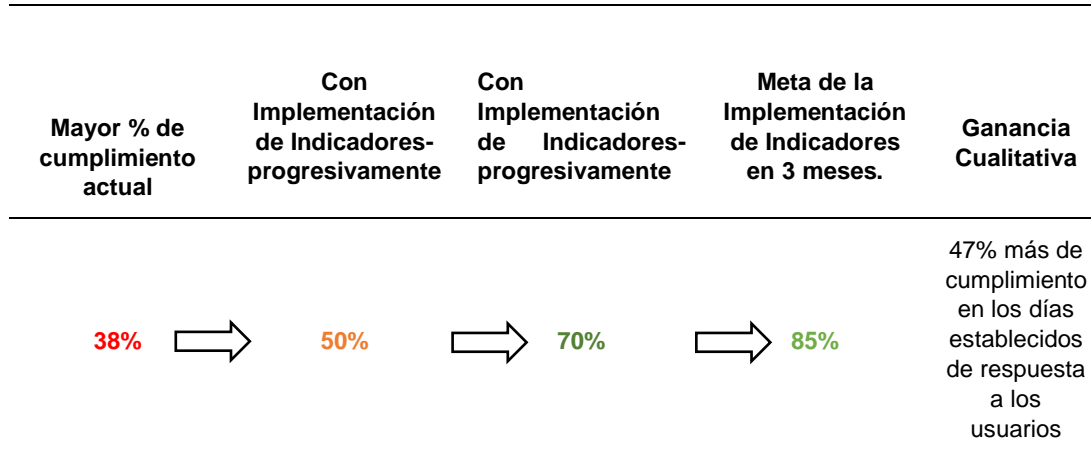 Mayor % de
cumplimiento
actual
Con
Implementación
de Indicadores-
progresivamente
Con
Implementación
de Indicadores-
progresivamente
Meta de la
Implementación
de Indicadores
en 3 meses.
Ganancia
Cualitativa
38%
50%
70%
85%
47% más de
cumplimiento
en los días
establecidos
de respuesta
a los
usuarios